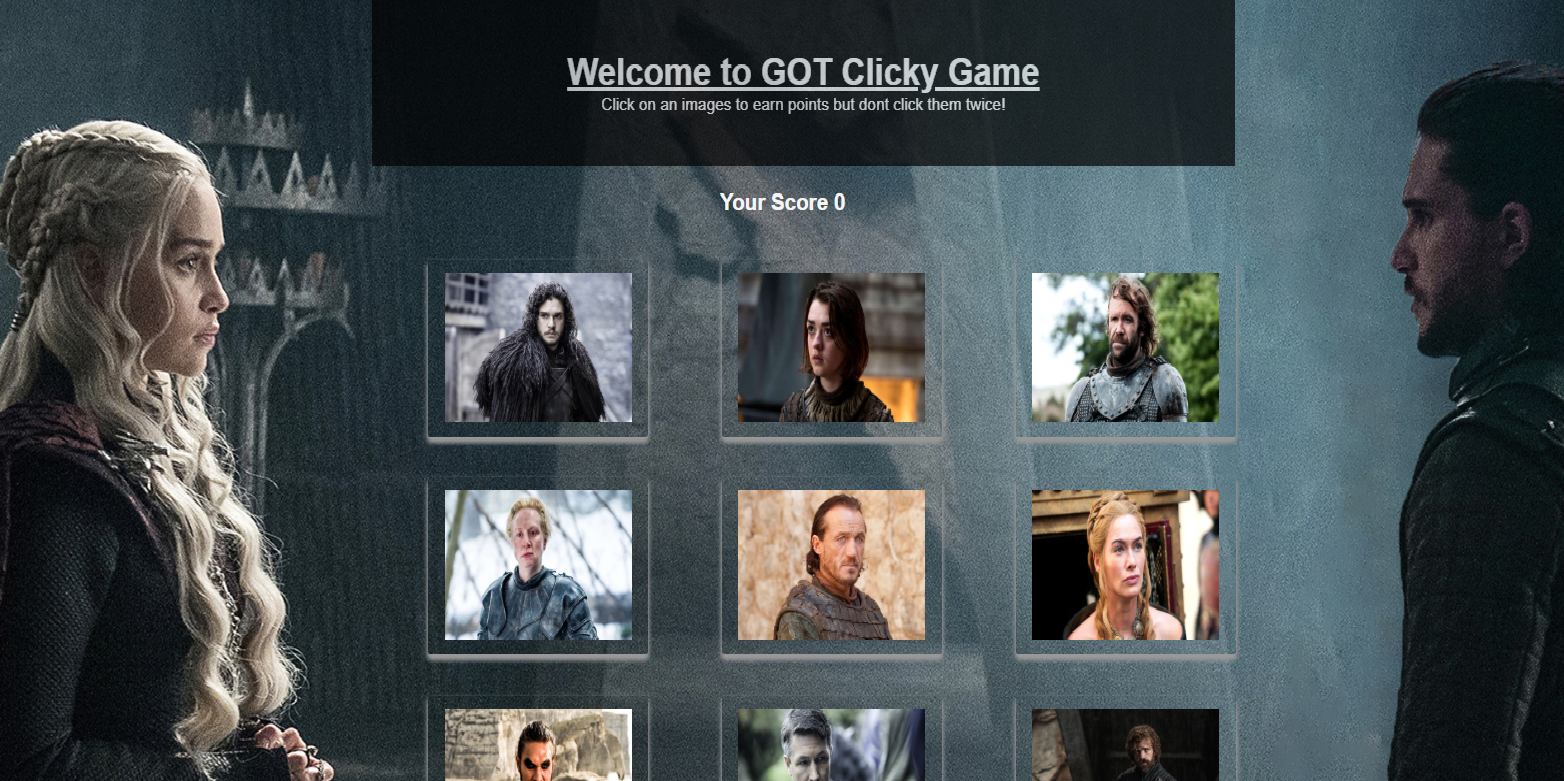 Welcome to GOT Clicky Game
Click on an images to earn points but dont click them twice!
Your Score 0